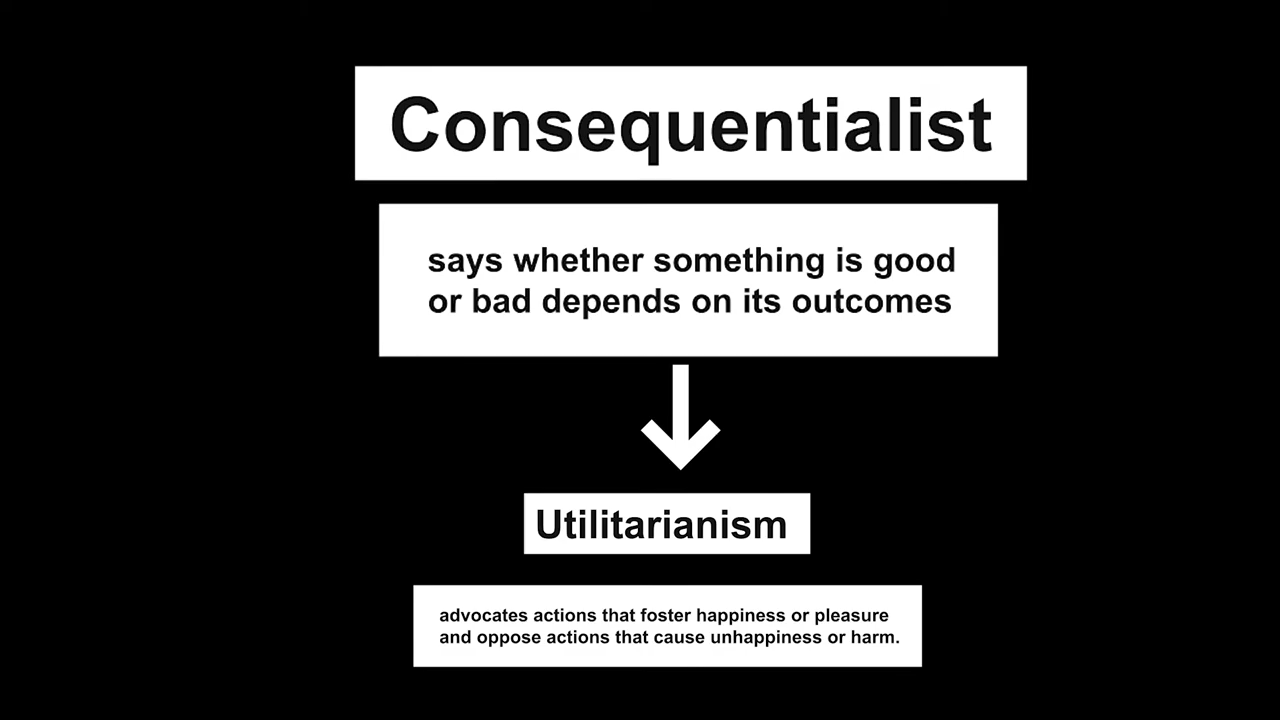 Consequentialist
says whether something is good
or bad depends on its outcomes
Utilitarianism
advocates actions that foster happiness or pleasure
and oppose actions that cause unhappiness or harm.